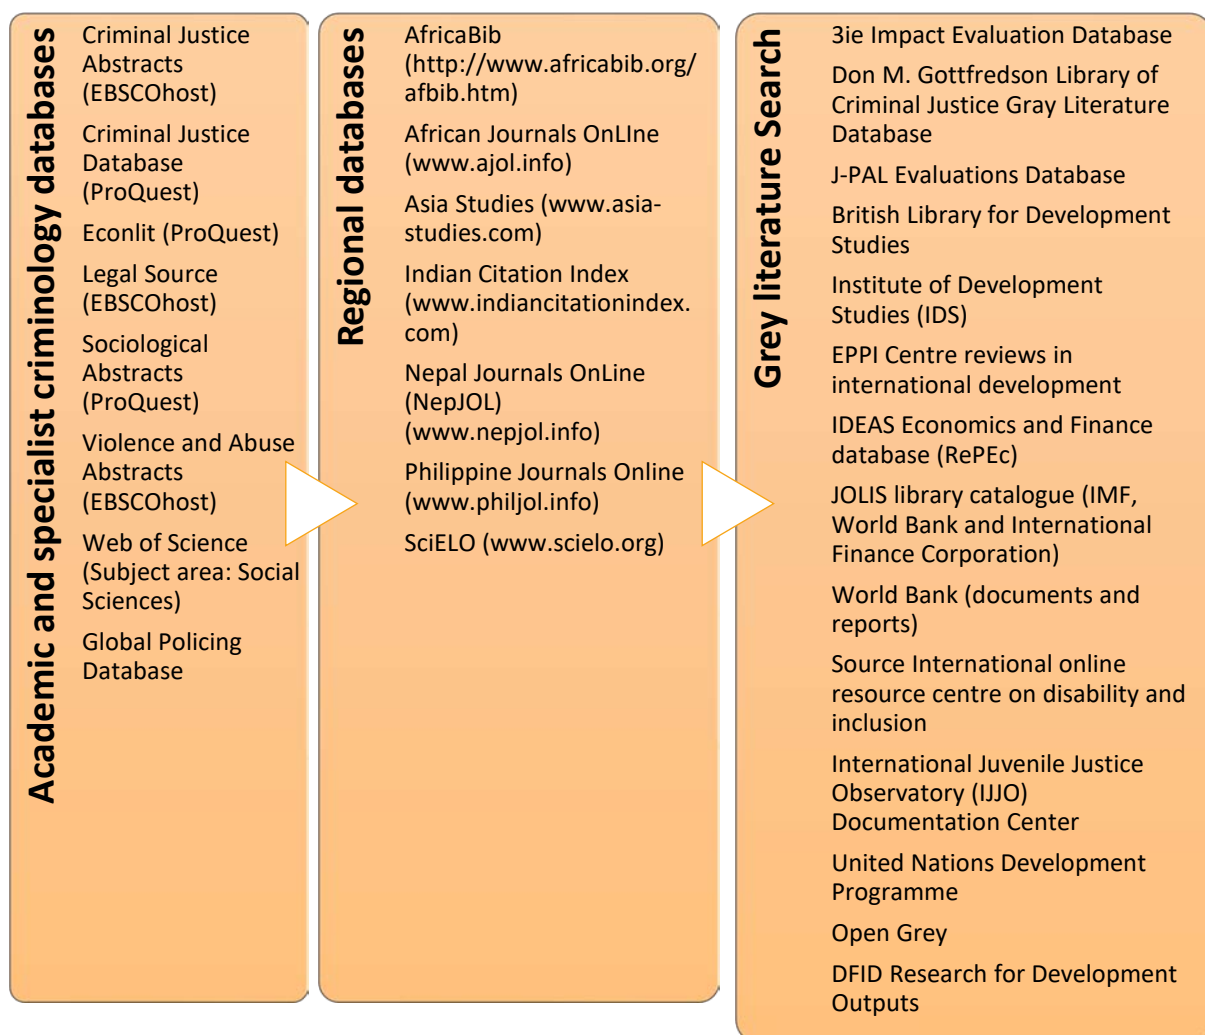 Academic and specialist criminology databases
Criminal Justice
Abstracts
(EBSCOhost)
Criminal Justice
Database
(ProQuest)
Econlit (ProQuest)
Legal Source
(EBSCOhost)
Sociological
Abstracts
(ProQuest)
Violence and Abuse
Abstracts
(EBSCOhost)
Web of Science
(Subject area: Social
Sciences)
Global Policing
Database
Regional databases
AfricaBib
(http://www.africabib.org/
afbib.htm)
African Journals OnLIne
(www.ajol.info)
Asia Studies (www.asia-
studies.com)
Indian Citation Index
(www.indiancitationindex.
com)
Nepal Journals OnLine
(NepJOL)
(www.nepjol.info)
Philippine Journals Online
(www.philjol.info)
SciELO (www.scielo.org)
Grey literature Search
3ie Impact Evaluation Database
Don M. Gottfredson Library of
Criminal Justice Gray Literature
Database
J-PAL Evaluations Database
British Library for Development
Studies
Institute of Development
Studies (IDS)
EPPI Centre reviews in
international development
IDEAS Economics and Finance
database (RePEc)
JOLIS library catalogue (IMF,
World Bank and International
Finance Corporation)
World Bank (documents and
reports)
Source International online
resource centre on disability and
inclusion
International Juvenile Justice
Observatory (IJJO)
Documentation Center
United Nations Development
Programme
Open Grey
DFID Research for Development
Outputs